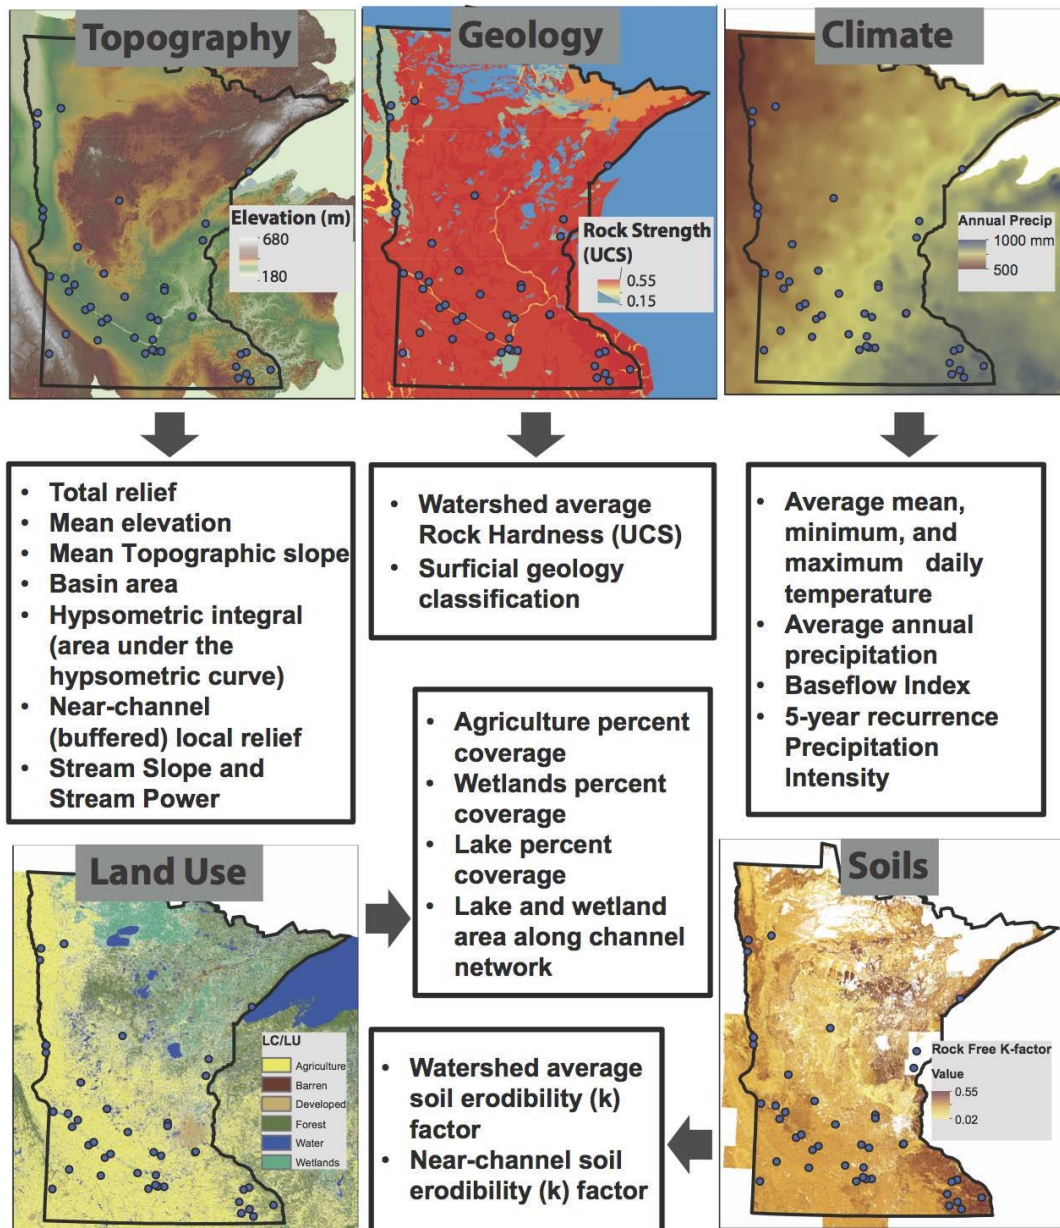 Topography
Elevation (m)
680
180
Geology
Rock Strength
(UCS)
0.55
0.15
Climate
Annual Precip
1000 mm
500
• Total relief
• Mean elevation
• Mean Topographic slope
• Basin area
• Hypsometric integral
(area under the
hypsometric curve)
• Near-channel
(buffered) local relief
• Stream Slope and
Stream Power
• Watershed average
Rock Hardness (UCS)
• Surficial geology
classification
• Average mean,
minimum, and
maximum daily
temperature
• Average annual
precipitation
• Baseflow Index
• 5-year recurrence
Precipitation
Intensity
Land Use
LC/LU
Agriculture
Barren
Developed
Forest
Water
Wetlands
• Agriculture percent
coverage
• Wetlands percent
coverage
• Lake percent
coverage
• Lake and wetland
area along channel
network
Soils
Rock Free K-factor
Value
0.55
0.02
• Watershed average
soil erodibility (k)
factor
• Near-channel soil
erodibility (k) factor